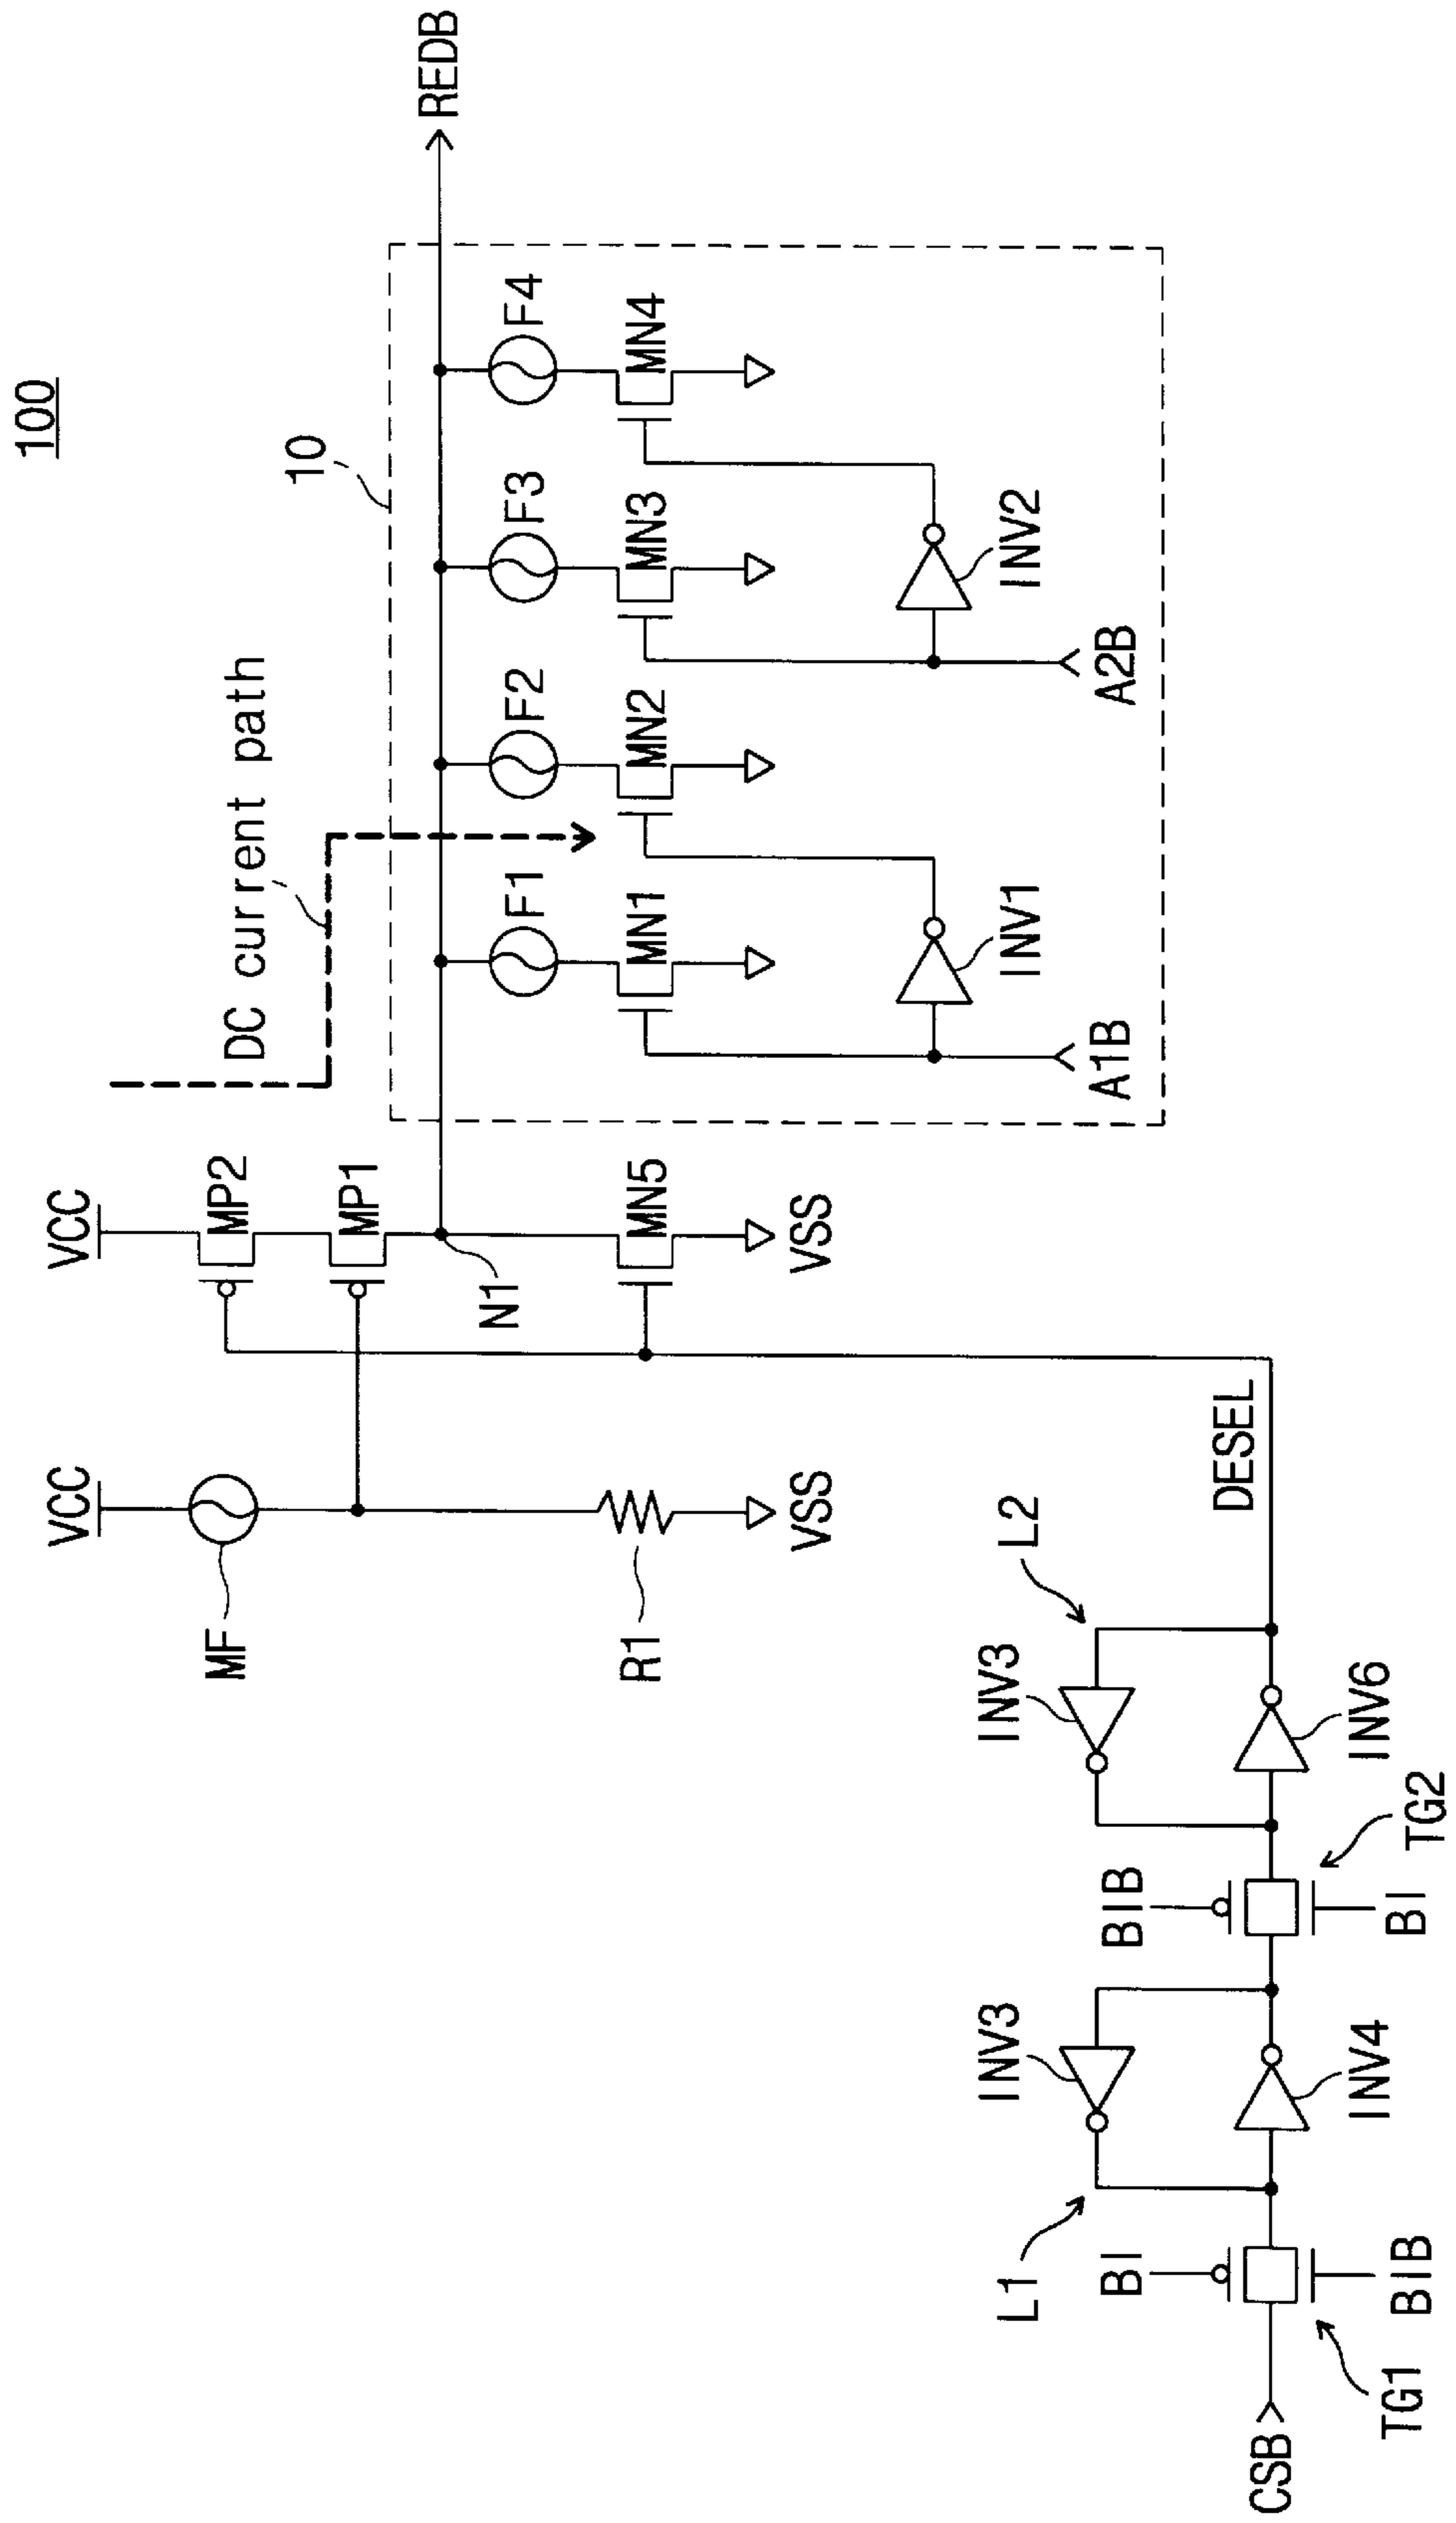 100
REDB
10
DC current path
F1
F2
F3
F4
MN1
MN2
MN3
MN4
INV1
INV2
A1B
A2B
VCC
VCC
MP2
MP1
MF
N1
MN5
R1
VSS
VSS
DESEL
L1
INV3
INV4
L2
INV3
INV6
BI
BIB
BIB
BI
TG1
TG2
CSB